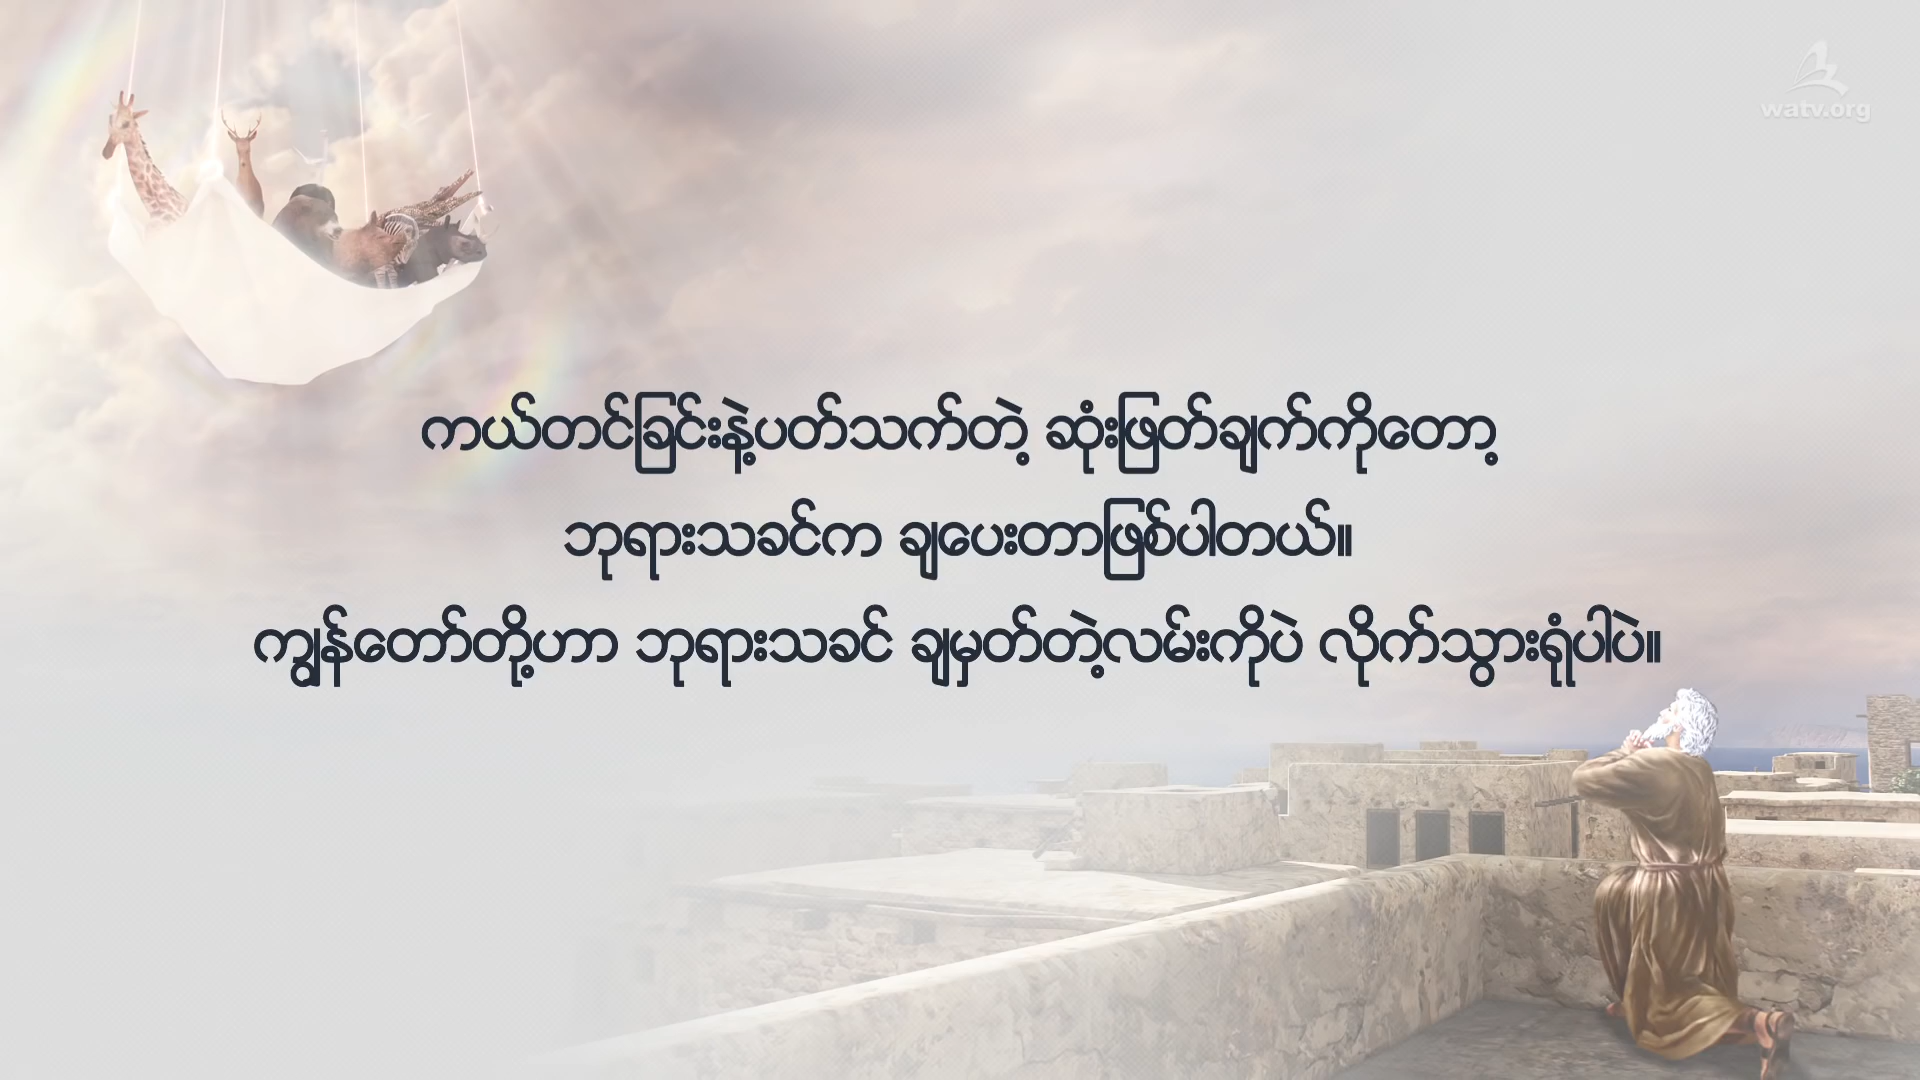 watv.org
ကယ်တင်ခြင်းနဲ့ပတ်သက်တဲ့ ဆုံးဖြတ်ချက်ကိုတော့
ဘုရားသခင်က ချပေးတာဖြစ်ပါတယ်။
ကျွန်တော်တို့ဟာ ဘုရားသခင် ချမှတ်တဲ့လမ်းကိုပဲ လိုက်သွားရုံပါပဲ။